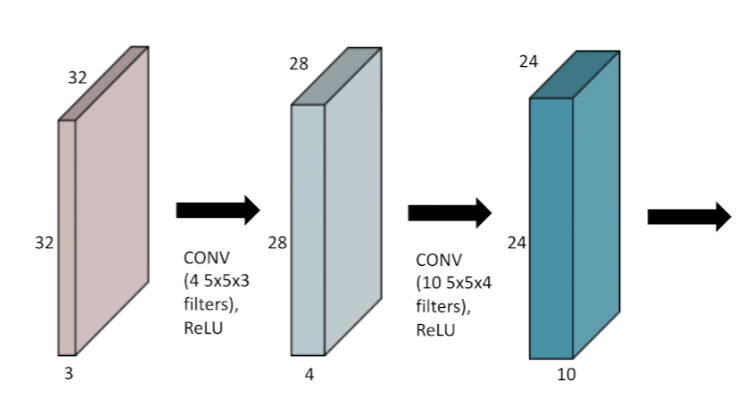 32
32
3
CONV
(4 5x5x3
filters),
ReLU
28
28
4
CONV
(10 5x5x4
filters),
ReLU
24
24
10